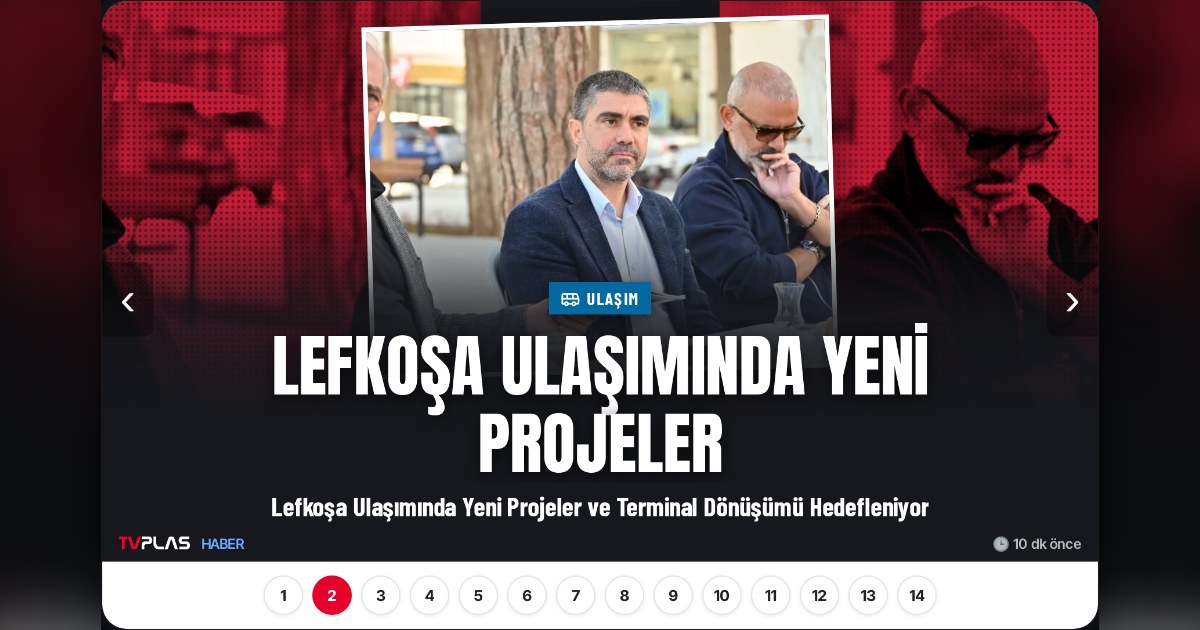 ULAŞIM
LEFKOŞA ULAŞIMINDA YENİ
PROJELER
Lefkoşa Ulaşımında Yeni Projeler ve Terminal Dönüşümü Hedefleniyor
TVPLAS HABER
10 dk önce
1 2 3 4 5 6 7 8 9 10 11 12 13 14